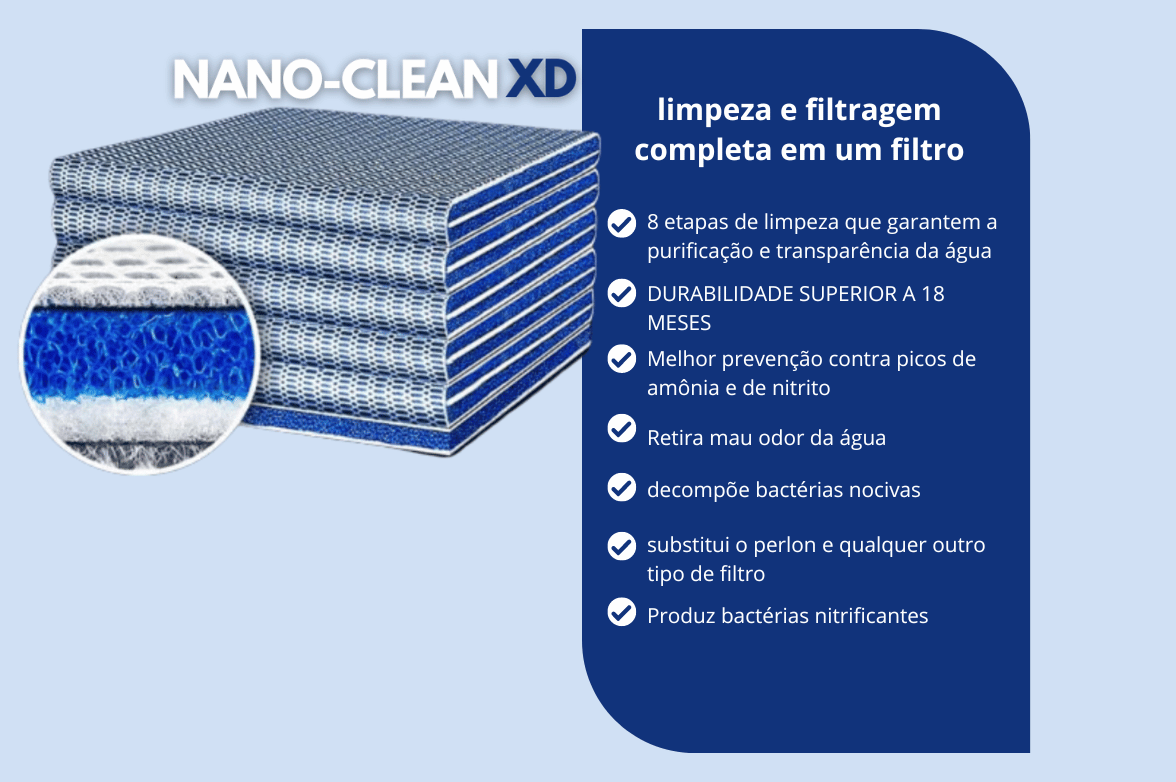 NANO-CLEAN XD
limpeza e filtragem
completa em um filtro
8 etapas de limpeza que garantem a
purificação e transparência da água
DURABILIDADE SUPERIOR A 18
MESES
Melhor prevenção contra picos de
amônia e de nitrito
Retira mau odor da água
decompõe bactérias nocivas
substitui o perlon e qualquer outro
tipo de filtro
Produz bactérias nitrificantes